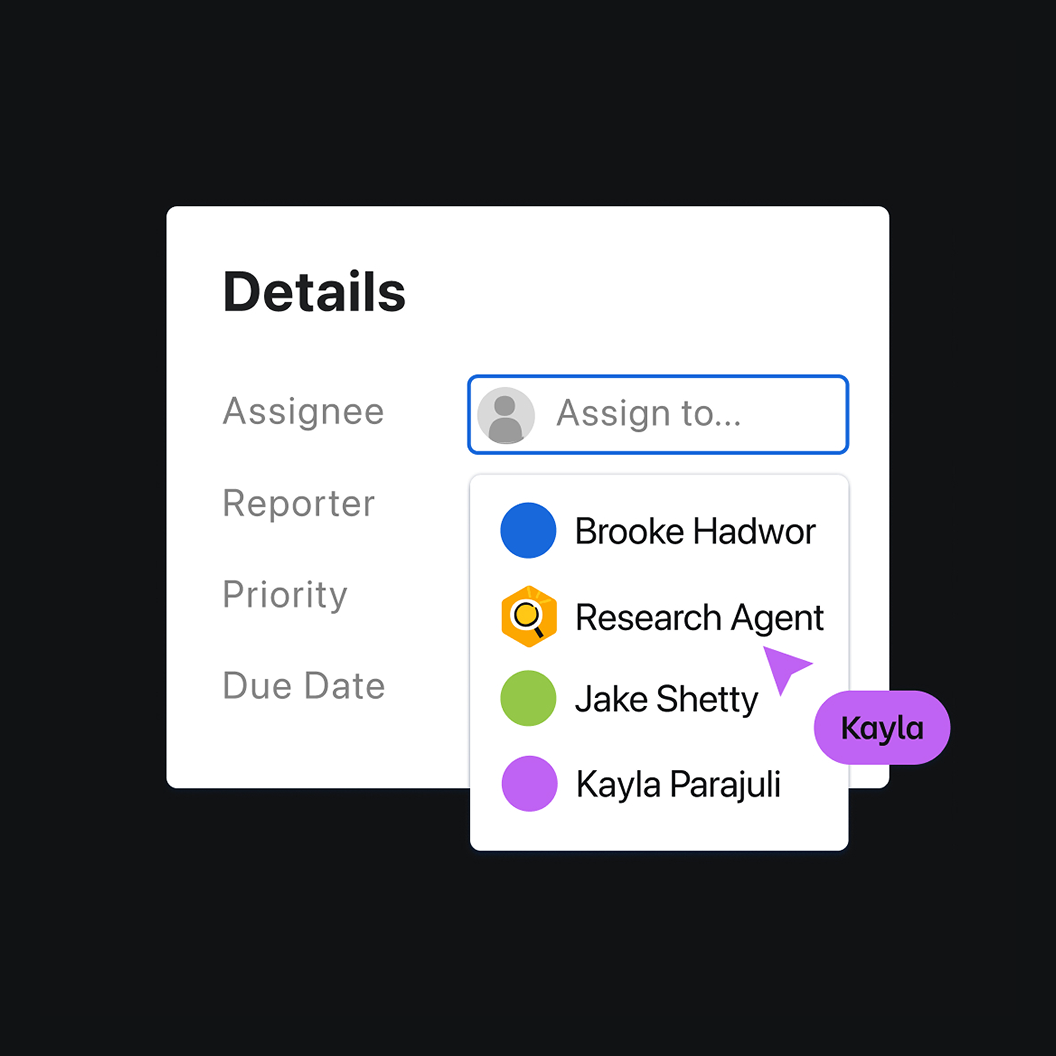 Details
Assignee
Assign to...
Reporter
Priority
Due Date
Brooke Hadwor
Research Agent
Jake Shetty
Kayla Parajuli
Kayla